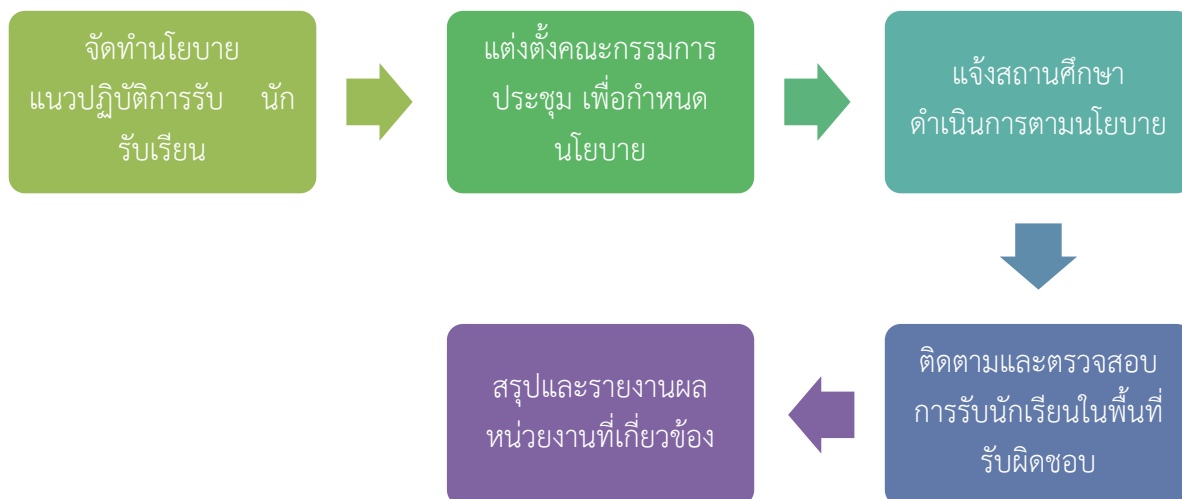 จัดทำนโยบาย
แนวปฏิบัติการรับ นัก
รับเรียน
แต่งตั้งคณะกรรมการ
ประชุม เพื่อกำหนด
นโยบาย
แจ้งสถานศึกษา
ดำเนินการตามนโยบาย
ติดตามและตรวจสอบ
การรับนักเรียนในพื้นที่
รับผิดชอบ
สรุปและรายงานผล
หน่วยงานที่เกี่ยวข้อง